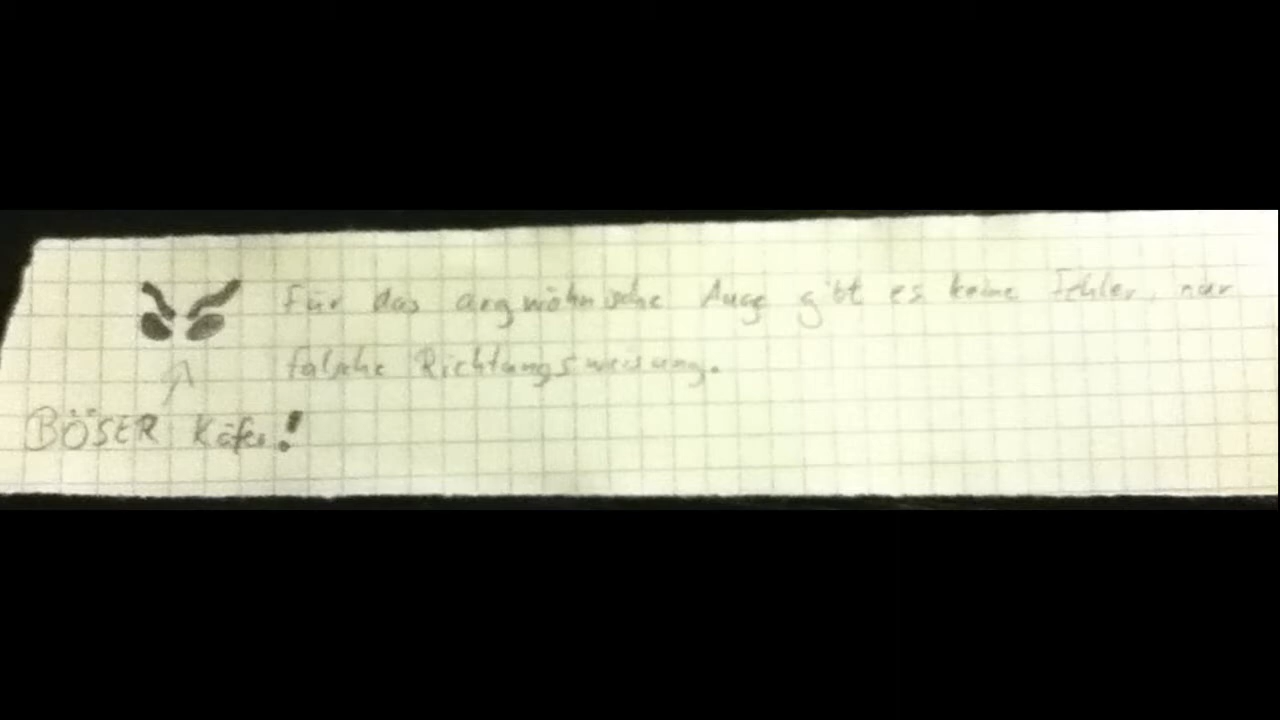 Für das argwöhnische Auge gibt es keine Fehler, nur
falsche Richtungsweisung.
BÖSER Käfer!